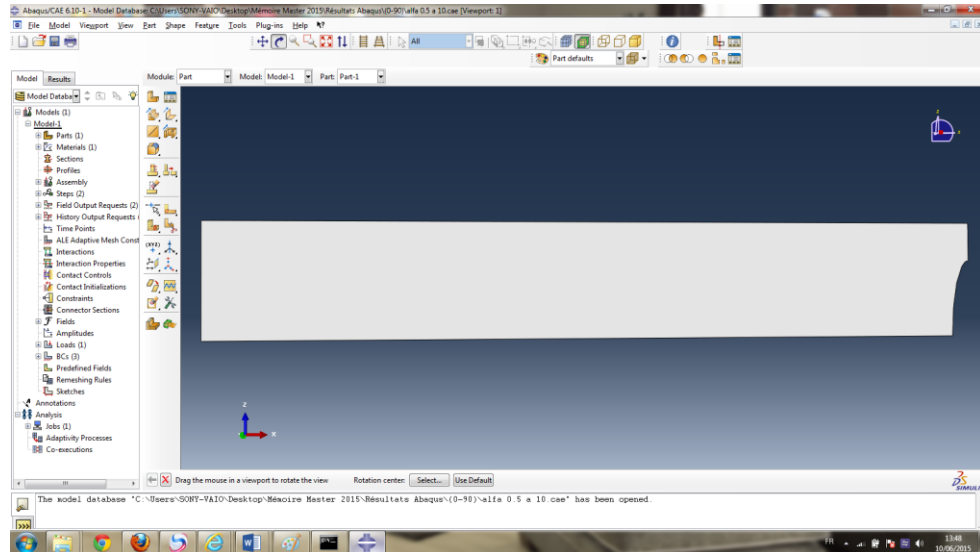 Abaqus/CAE 6.10-1 - Model Database: C:\Users\SONY-VAIO\Desktop\Mémoire Master 2015\Résultats Abaqus\(0-90)\alfa 0.5 a 10.cae [Viewport: 1]
File Model Viewport View Part Shape Feature Tools Plug-ins Help
All
Part defaults
Model Results
Module: Part Model: Model-1 Part: Part-1
Model Databa
Models (1)
Model-1
Parts (1)
Materials (1)
Sections
Profiles
Assembly
Steps (2)
Field Output Requests (2)
History Output Requests
Time Points
ALE Adaptive Mesh Const
Interactions
Interaction Properties
Contact Controls
Contact Initializations
Constraints
Connector Sections
Fields
Amplitudes
Loads (1)
BCs (3)
Predefined Fields
Remeshing Rules
Sketches
Annotations
Analysis
Jobs (1)
Adaptivity Processes
Co-executions
(XYZ)
z
x
z
x
Drag the mouse in a viewport to rotate the view Rotation center: Select... Use Default
SIMULI
The model database "C:\Users\SONY-VAIO\Desktop\Mémoire Master 2015\Résultats Abaqus\(0-90)\alfa 0.5 a 10.cae" has been opened.
>>>
FR
13:48
10/06/2015